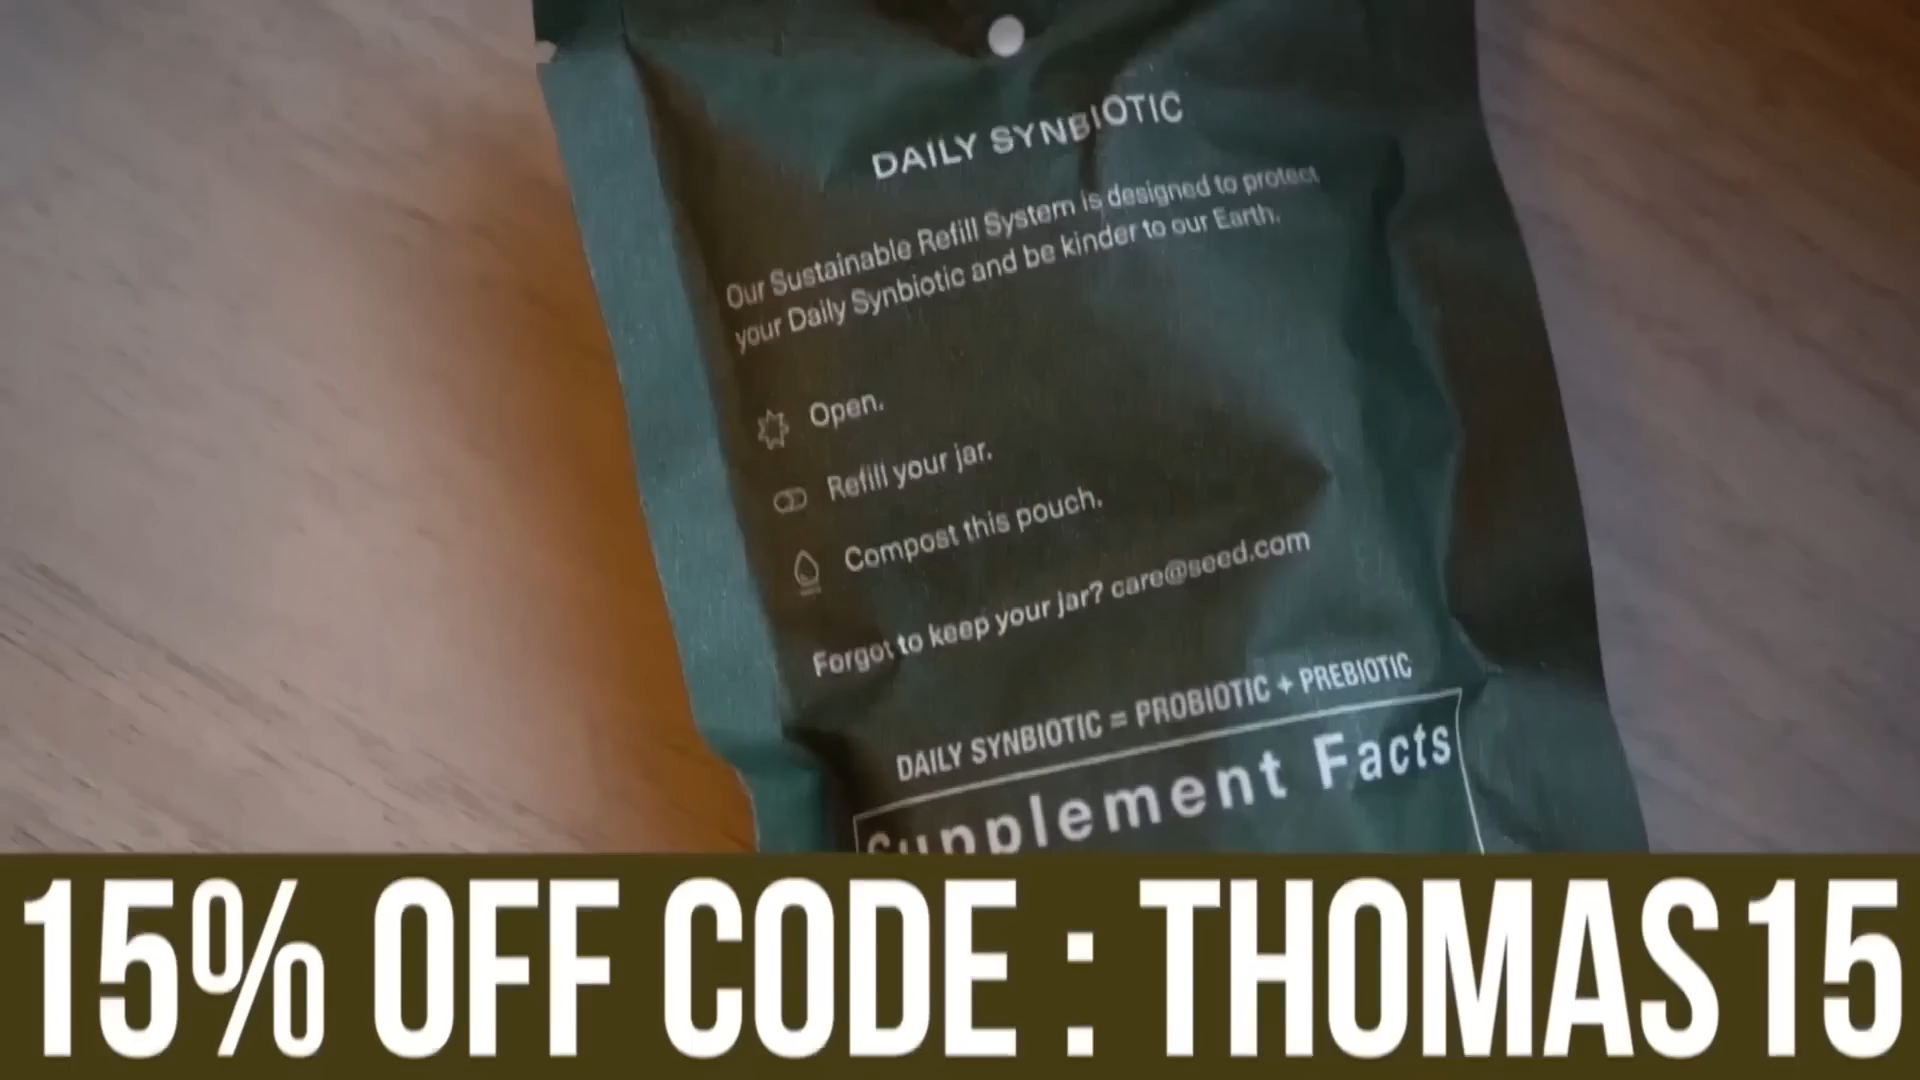 DAILY SYNBIOTIC
Our Sustainable Refill System is designed to protect
your Daily Synbiotic and be kinder to our Earth.
Open.
Refill your jar.
Compost this pouch.
Forgot to keep your jar? care@seed.com
DAILY SYNBIOTIC = PROBIOTIC + PREBIOTIC
Supplement Facts
15% OFF CODE : THOMAS15